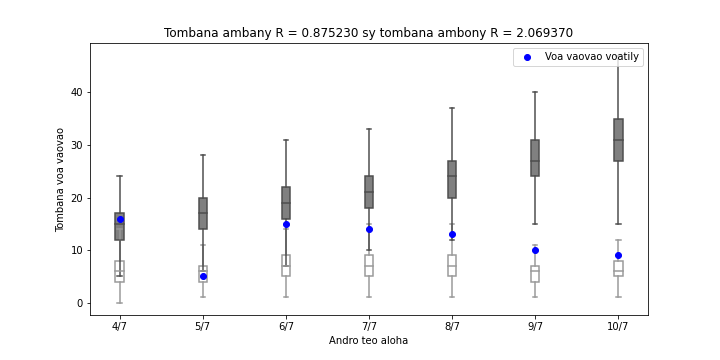 Tombana ambany R = 0.875230 sy tombana ambony R = 2.069370
Voa vaovao voatily
Tombana voa vaovao
40
30
20
10
0
4/7 5/7 6/7 7/7 8/7 9/7 10/7
Andro teo aloha